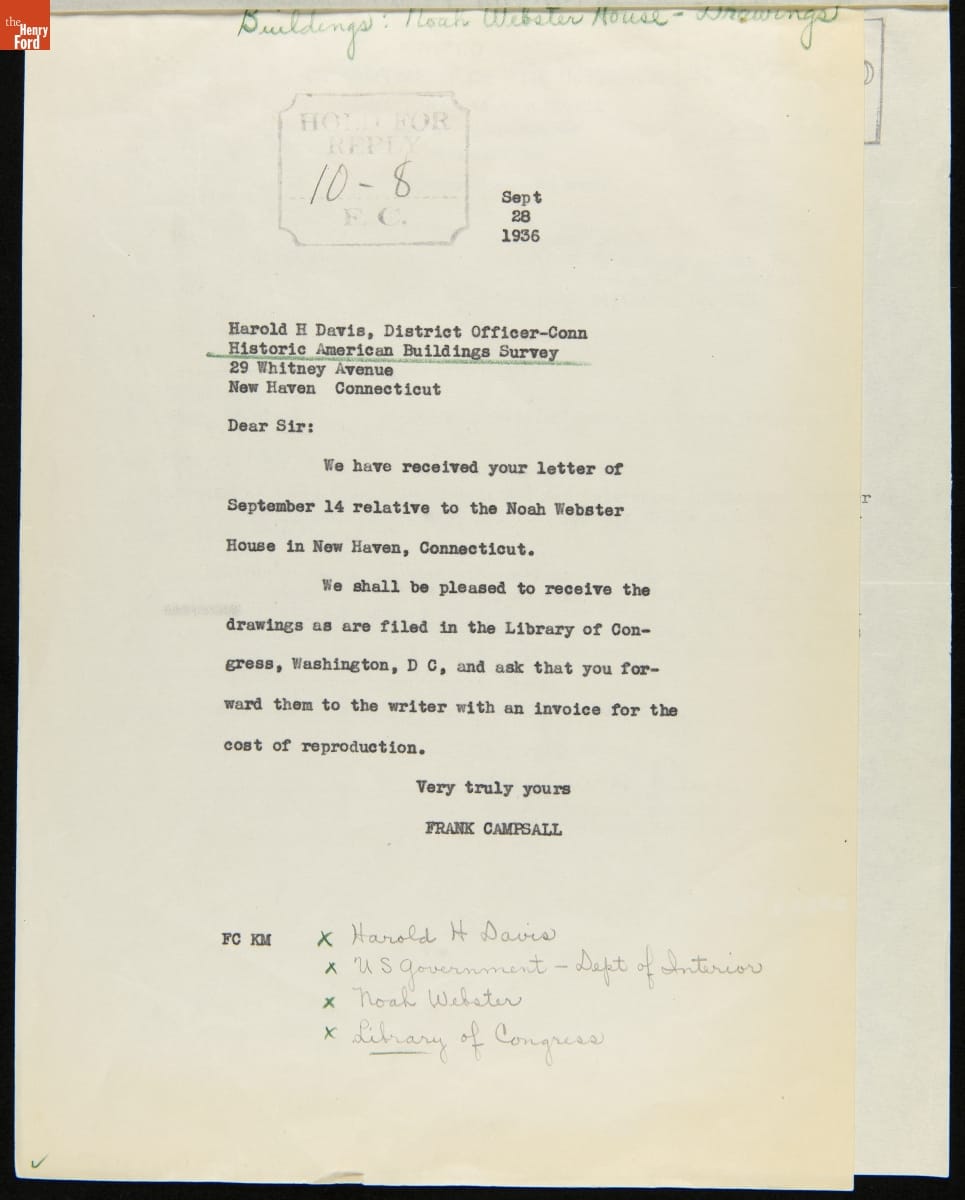 the
Henry
Ford
Buildings: Noah Webster House - Drawings
HOLD FOR
REPLY
10-8
F. C.
Sept
28
1936
Harold H Davis, District Officer-Conn
Historic American Buildings Survey
29 Whitney Avenue
New Haven Connecticut
Dear Sir:
We have received your letter of
September 14 relative to the Noah Webster
House in New Haven, Connecticut.
We shall be pleased to receive the
drawings as are filed in the Library of Con-
gress, Washington, D C, and ask that you for-
ward them to the writer with an invoice for the
cost of reproduction.
Very truly yours
FRANK CAMPSALL
FC KM
x Harold H Davis
x U S Government - Dept of Interior
x Noah Webster
x Library of Congress
r